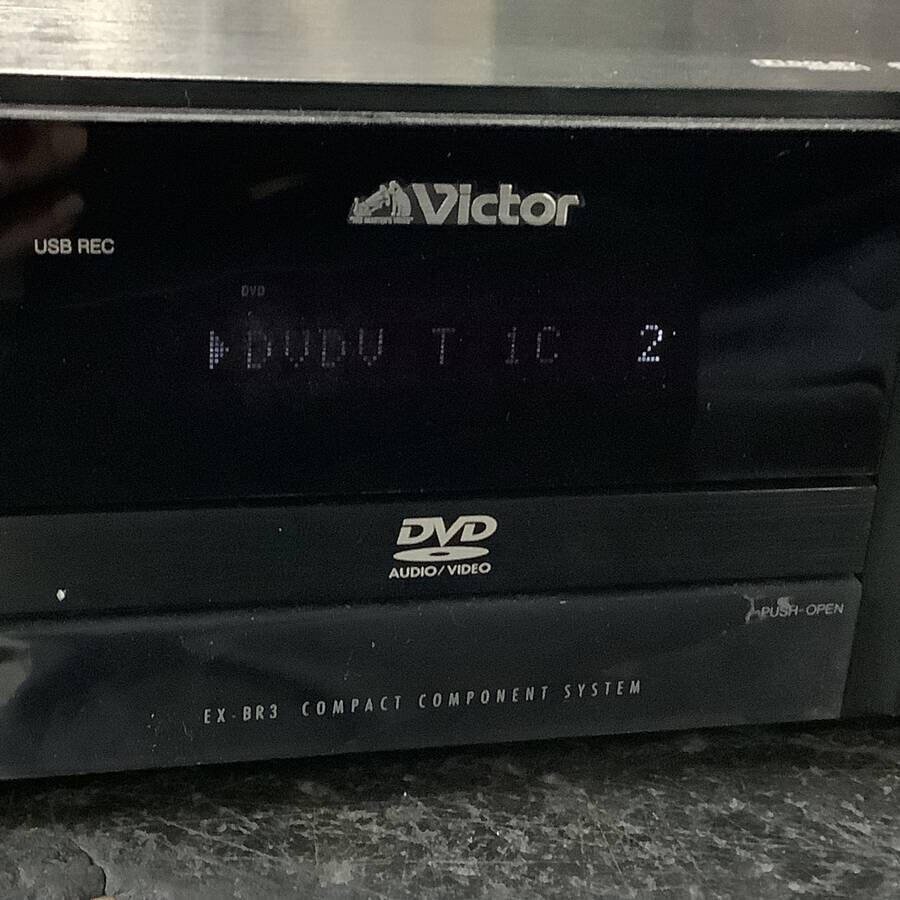 Victor
USB REC
DVD
DVDV T 1C 2
DVD
AUDIO/VIDEO
PUSH-OPEN
EX-BR3 COMPACT COMPONENT SYSTEM